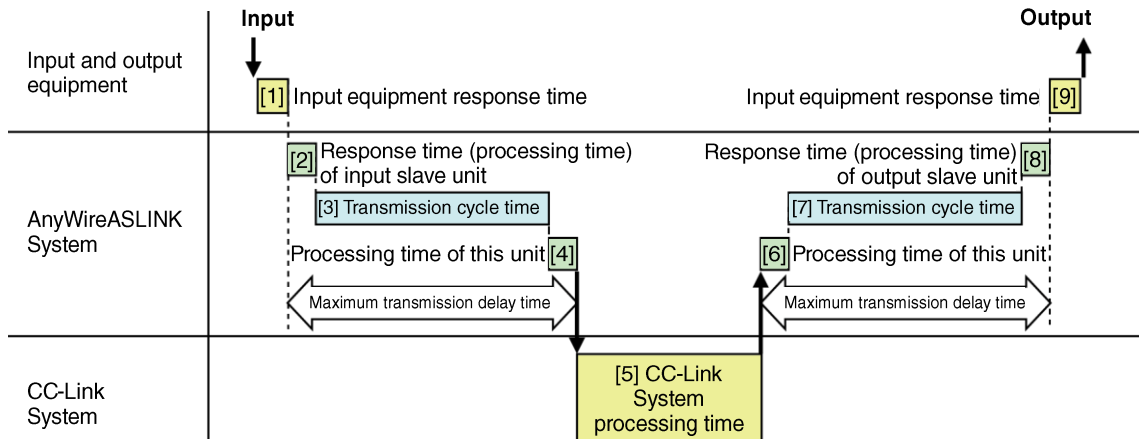 Input
Output
Input and output
equipment
[1] Input equipment response time
Input equipment response time [9]
AnyWireASLINK
System
[2] Response time (processing time)
of input slave unit
Response time (processing time) [8]
of output slave unit
[3] Transmission cycle time
[7] Transmission cycle time
Processing time of this unit [4]
[6] Processing time of this unit
Maximum transmission delay time
Maximum transmission delay time
CC-Link
System
[5] CC-Link
System
processing time